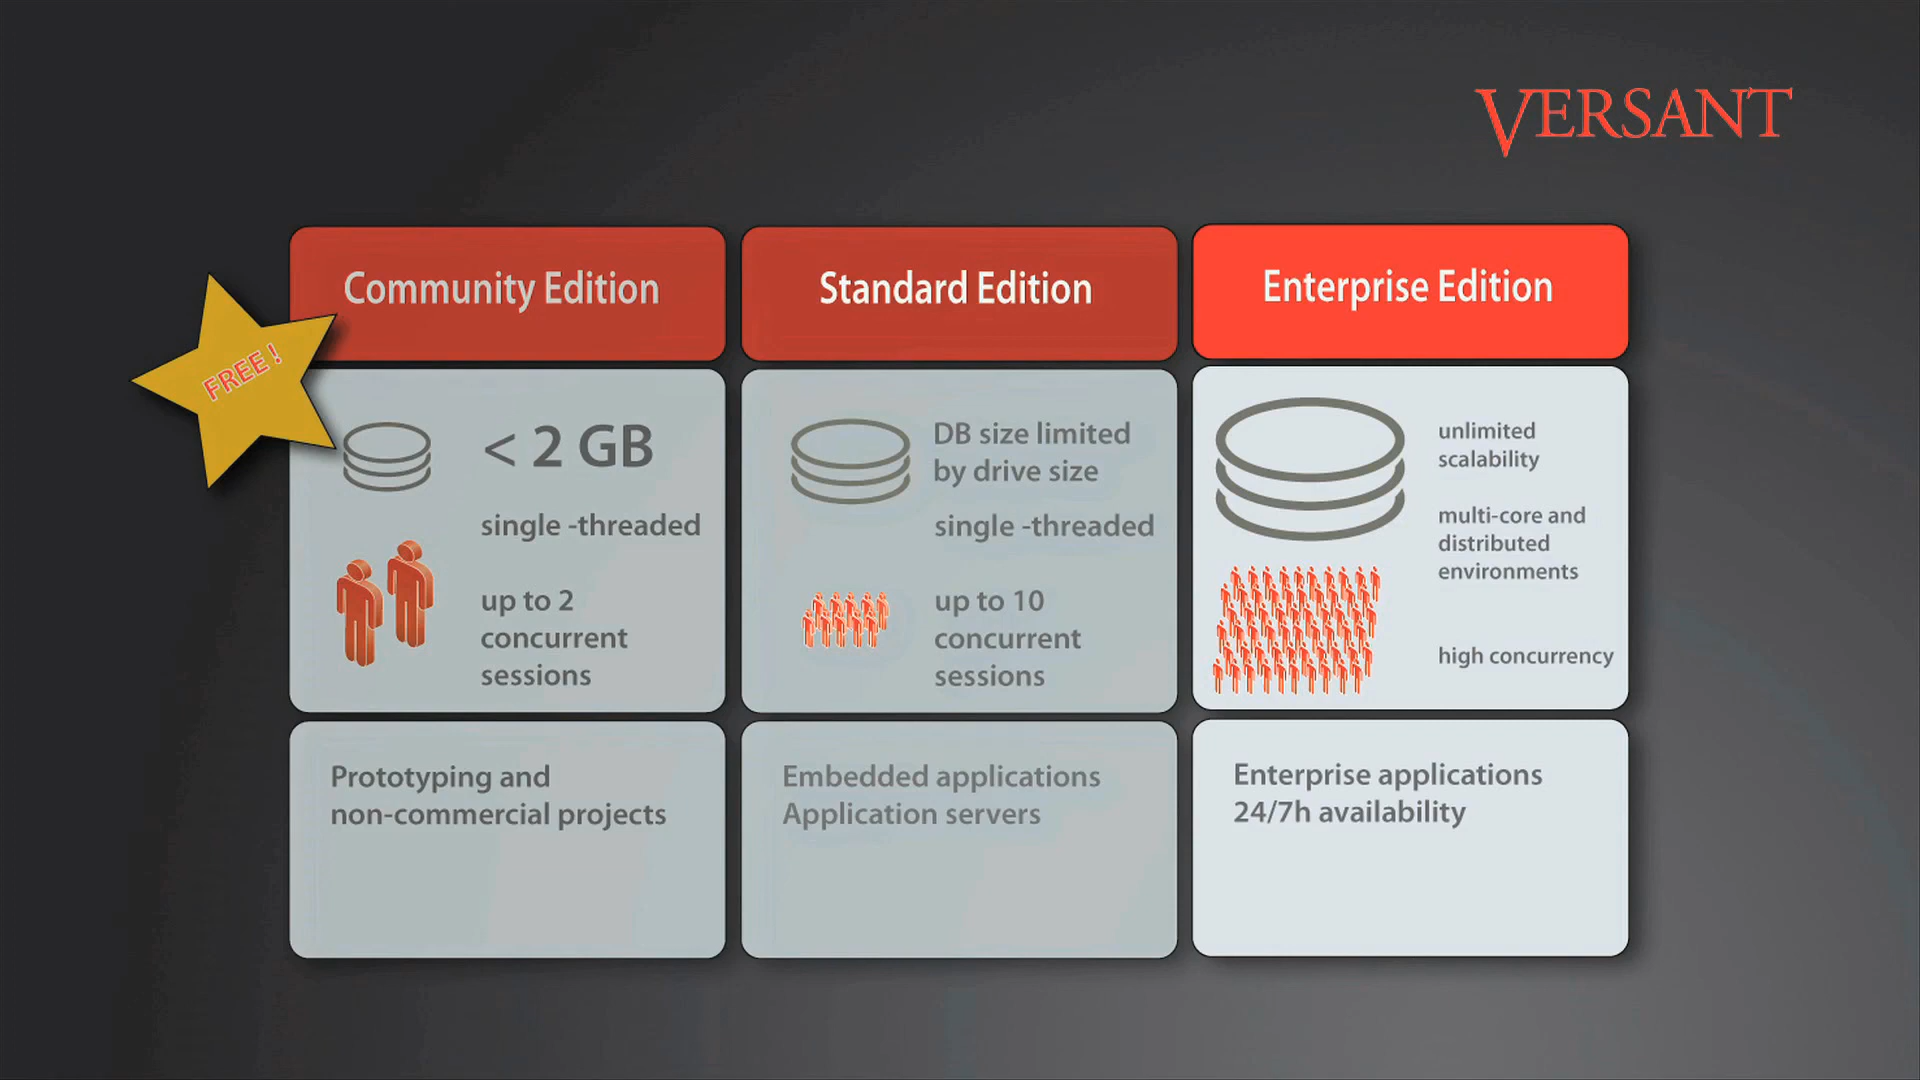 VERSANT
Community Edition
FREE!
< 2 GB
single -threaded
up to 2
concurrent
sessions
Prototyping and
non-commercial projects
Standard Edition
DB size limited
by drive size
single -threaded
up to 10
concurrent
sessions
Embedded applications
Application servers
Enterprise Edition
unlimited
scalability
multi-core and
distributed
environments
high concurrency
Enterprise applications
24/7h availability